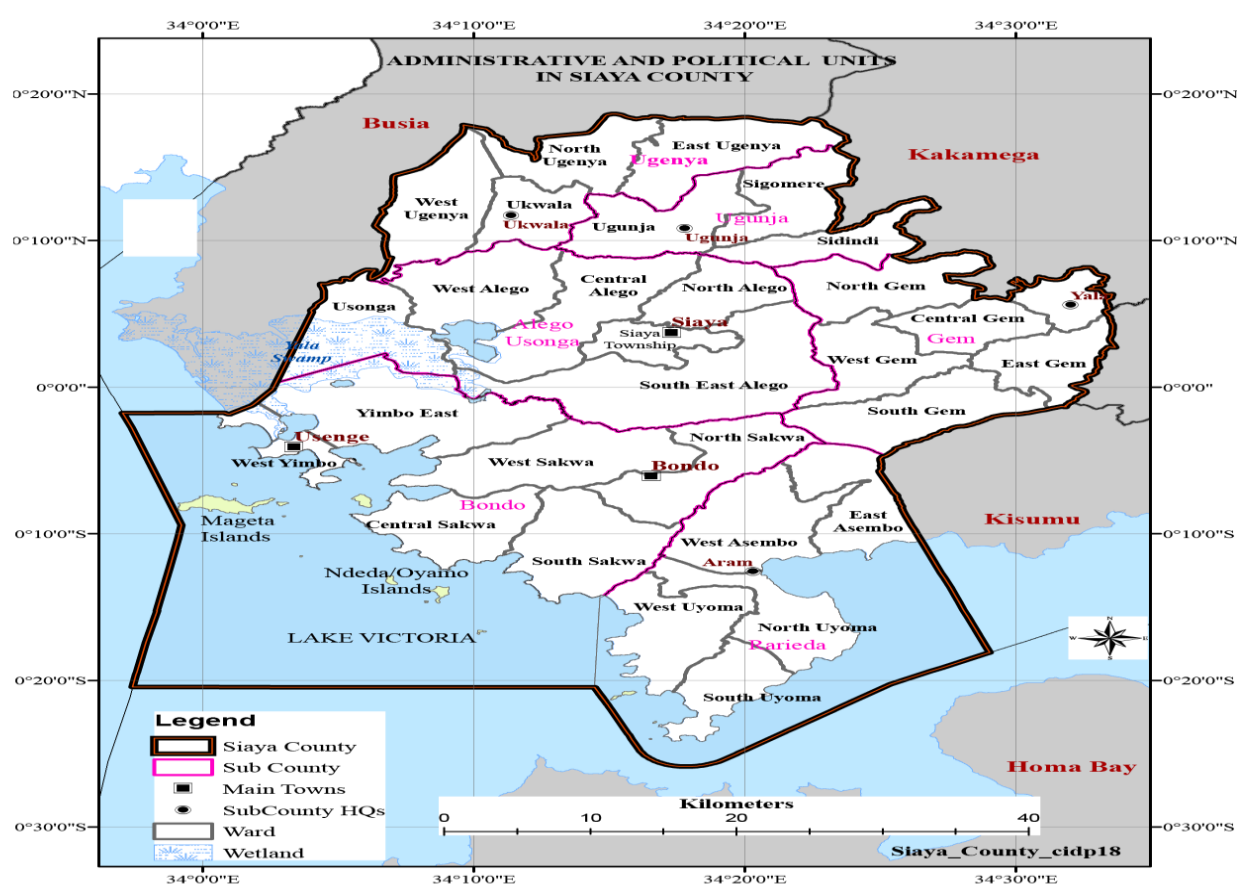 34°0'0"E
34°10'0"E
34°20'0"E
34°30'0"E
ADMINISTRATIVE AND POLITICAL UNITS
IN SIAYA COUNTY
0°20'0"N
0°20'0"N
Busia
Kakamega
North
Ugenya
East Ugenya
Ugenya
Sigomere
West
Ugenya
Ukwala
Ukwala
Ugunja
Ugunja
Ugunja
Sidindi
0°10'0"N
0°10'0"N
West Alego
Central
Alego
North Alego
North Gem
Yala
Usonga
Alego
Usonga
Siaya
Siaya
Township
Central Gem
Gem
Yala
Swamp
West Gem
East Gem
0°0'0"
0°0'0"
South East Alego
Yimbo East
South Gem
Usenge
North Sakwa
West Yimbo
West Sakwa
Bondo
Bondo
Mageta
Islands
Central Sakwa
East
Asembo
Kisumu
0°10'0"S
0°10'0"S
West Asembo
South Sakwa
Aram
Ndeda/Oyamo
Islands
West Uyoma
North Uyoma
LAKE VICTORIA
Rarieda
N
W
E
S
0°20'0"S
0°20'0"S
South Uyoma
Legend
Siaya County
Sub County
Main Towns
SubCounty HQs
Ward
Wetland
Homa Bay
Kilometers
0
10
20
30
40
0°30'0"S
0°30'0"S
Siaya_County_cidp18
34°0'0"E
34°10'0"E
34°20'0"E
34°30'0"E